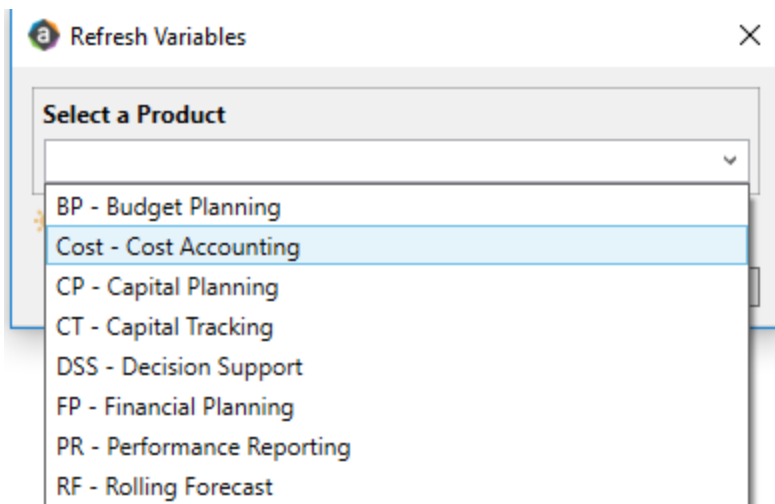 a Refresh Variables
Select a Product
BP - Budget Planning
Cost - Cost Accounting
CP - Capital Planning
CT - Capital Tracking
DSS - Decision Support
FP - Financial Planning
PR - Performance Reporting
RF - Rolling Forecast